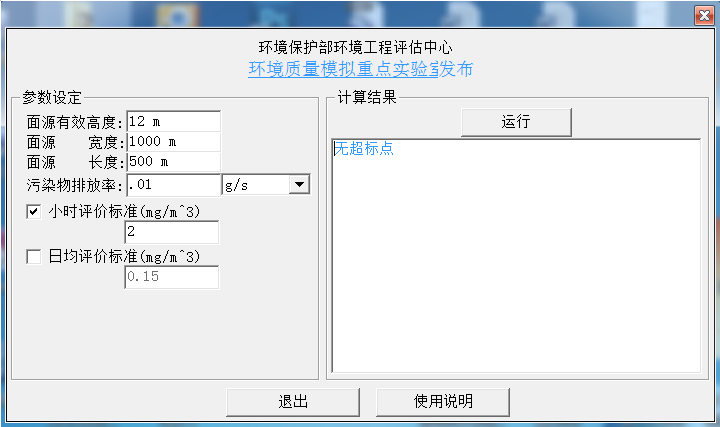 环境保护部环境工程评估中心
环境质量模拟重点实验室发布
参数设定
面源有效高度: 12 m
面源 宽度: 1000 m
面源 长度: 500 m
污染物排放率: .01 g/s
小时评价标准(mg/m^3)
2
日均评价标准(mg/m^3)
0.15
计算结果
运行
无超标点
退出
使用说明